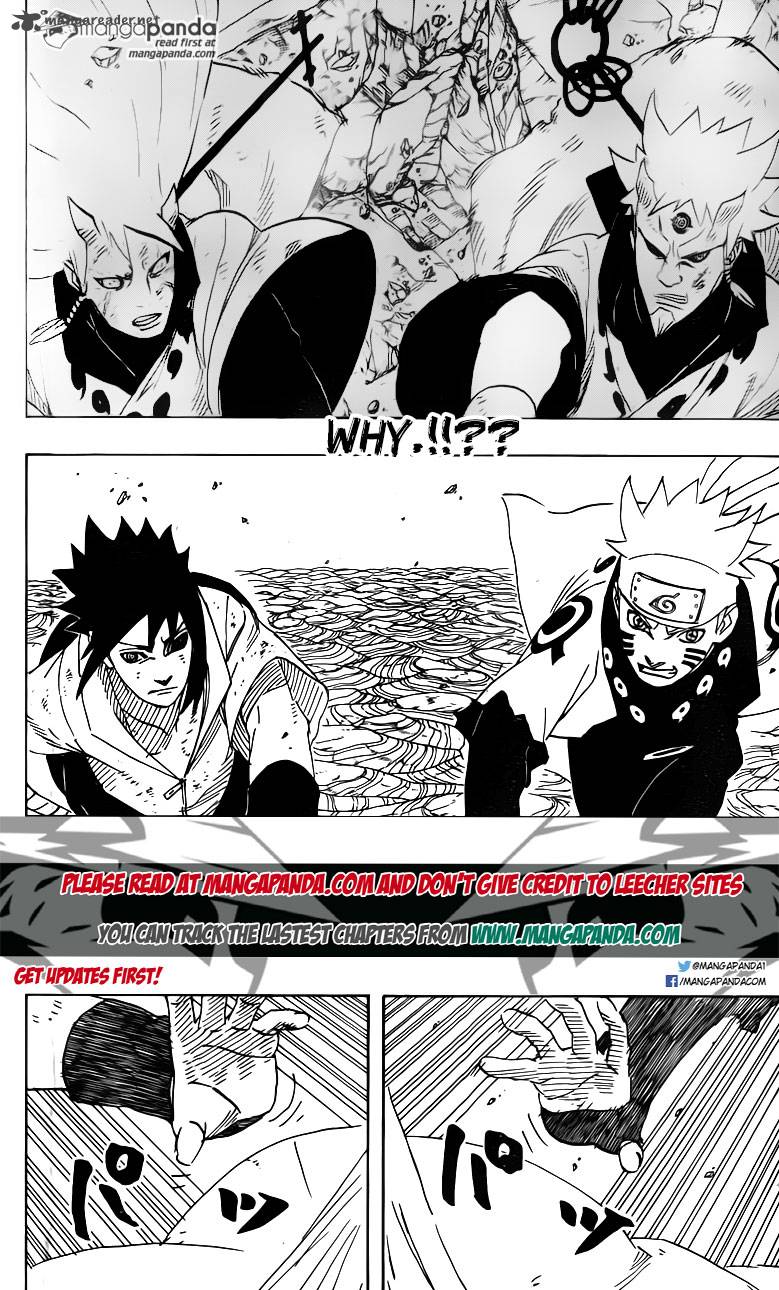 mangareader.net
mangapanda
read first at
mangapanda.com
WHY.!!??
PLEASE READ AT MANGAPANDA.COM AND DON'T GIVE CREDIT TO LEECHER SITES
YOU CAN TRACK THE LASTEST CHAPTERS FROM WWW.MANGAPANDA.COM
GET UPDATES FIRST!
@MANGAPANDA1
/MANGAPANDACOM
パッ
パッ